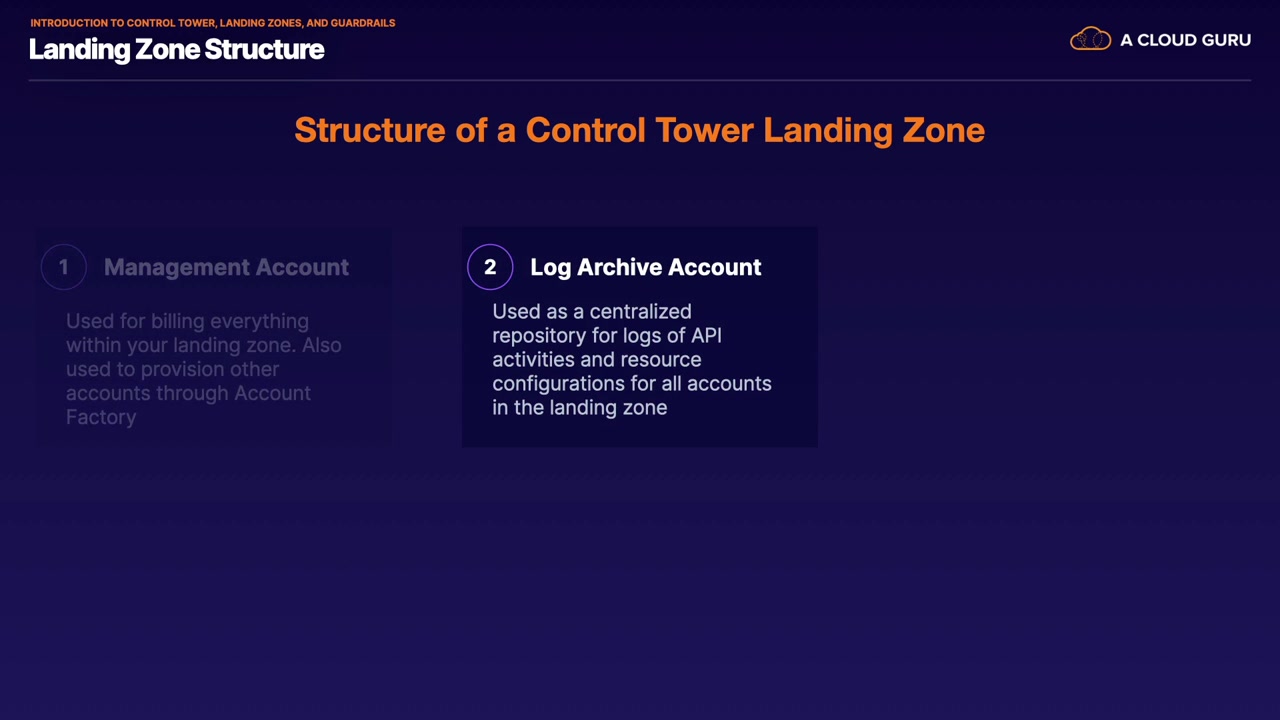 INTRODUCTION TO CONTROL TOWER, LANDING ZONES, AND GUARDRAILS
Landing Zone Structure
A CLOUD GURU
Structure of a Control Tower Landing Zone
1 Management Account
Used for billing everything
within your landing zone. Also
used to provision other
accounts through Account
Factory
2 Log Archive Account
Used as a centralized
repository for logs of API
activities and resource
configurations for all accounts
in the landing zone